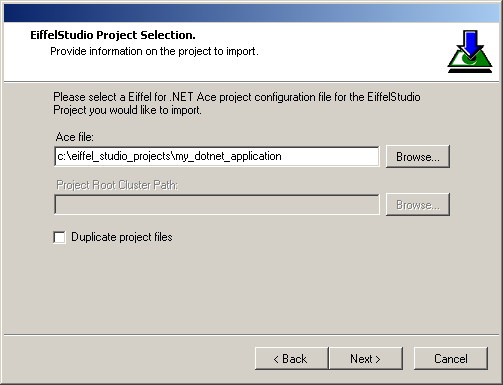 EiffelStudio Project Selection.
Provide information on the project to import.
Please select a Eiffel for .NET Ace project configuration file for the EiffelStudio
Project you would like to import.
Ace file:
c:\eiffel_studio_projects\my_dotnet_application
Browse...
Project Root Cluster Path:
Browse...
Duplicate project files
< Back
Next >
Cancel